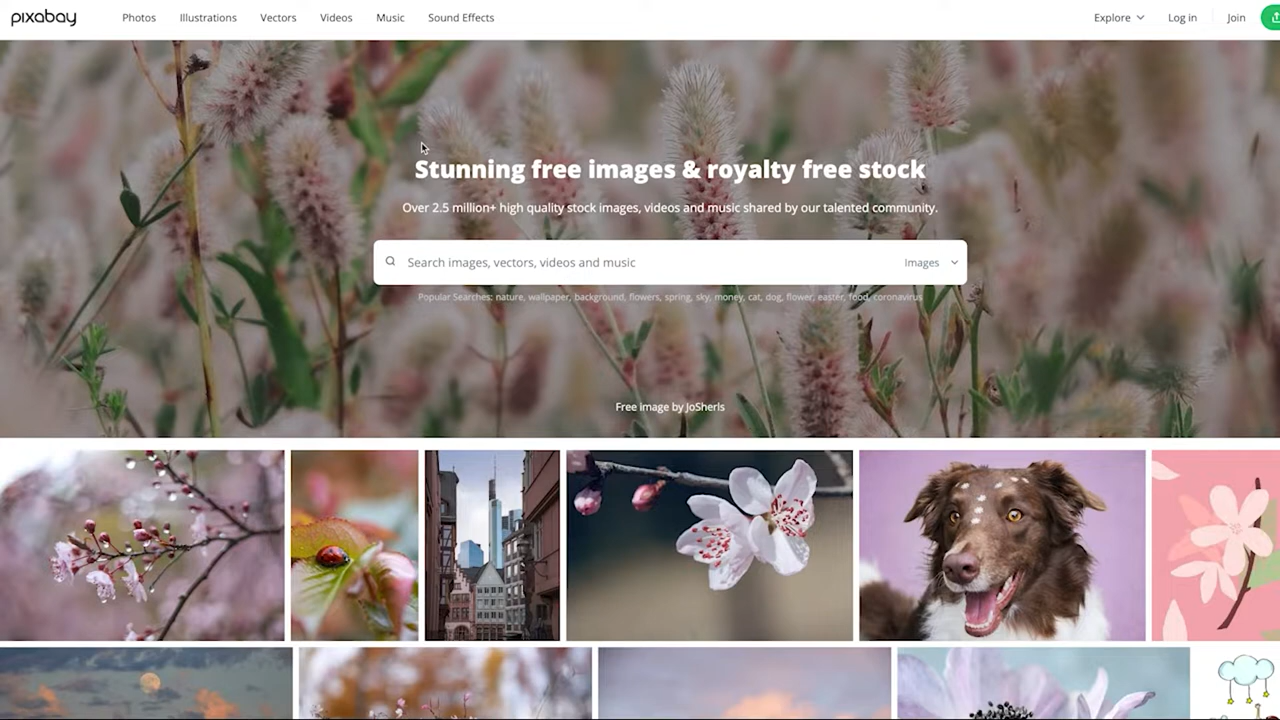 pixabay
Photos Illustrations Vectors Videos Music Sound Effects Explore Log in Join
Stunning free images & royalty free stock
Over 2.5 million+ high quality stock images, videos and music shared by our talented community.
Search images, vectors, videos and music Images
Popular Searches: nature, wallpaper, background, flowers, spring, sky, money, cat, dog, flower, easter, food, coronavirus
Free image by JoSherls